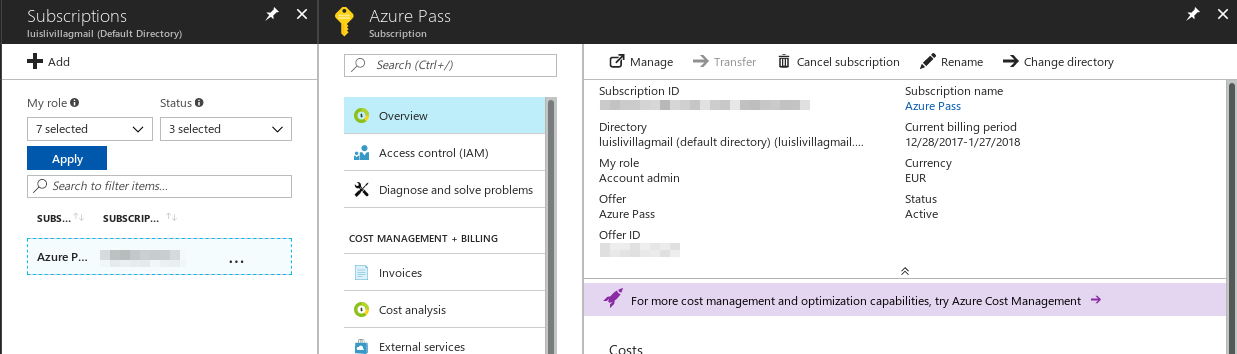 Subscriptions
luislivillagmail (Default Directory)
Add
My role
Status
7 selected
3 selected
Apply
Search to filter items...
SUBS...
SUBSCRIP...
Azure P...
...
Azure Pass
Subscription
Search (Ctrl+/)
Overview
Access control (IAM)
Diagnose and solve problems
COST MANAGEMENT + BILLING
Invoices
Cost analysis
External services
Manage
Transfer
Cancel subscription
Rename
Change directory
Subscription ID
Subscription name
Azure Pass
Directory
luislivillagmail (default directory) (luislivillagmail....
Current billing period
12/28/2017-1/27/2018
My role
Account admin
Currency
EUR
Offer
Azure Pass
Status
Active
Offer ID
For more cost management and optimization capabilities, try Azure Cost Management
Costs